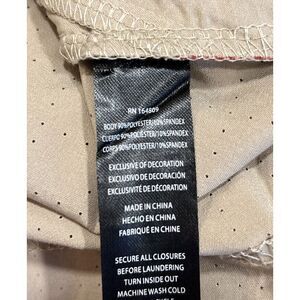 RN 164809
BODY 90%POLYESTER/10%SPANDEX
CUERPO 90%POLIÉSTER/10%SPANDEX
CORPS 90%POLYESTER/10%SPANDEX
EXCLUSIVE OF DECORATION
EXCLUSIVO DE DECORACIÓN
EXCLUSIVITÉ DE DÉCORATION
MADE IN CHINA
HECHO EN CHINA
FABRIQUÉ EN CHINE
SECURE ALL CLOSURES
BEFORE LAUNDERING
TURN INSIDE OUT
MACHINE WASH COLD